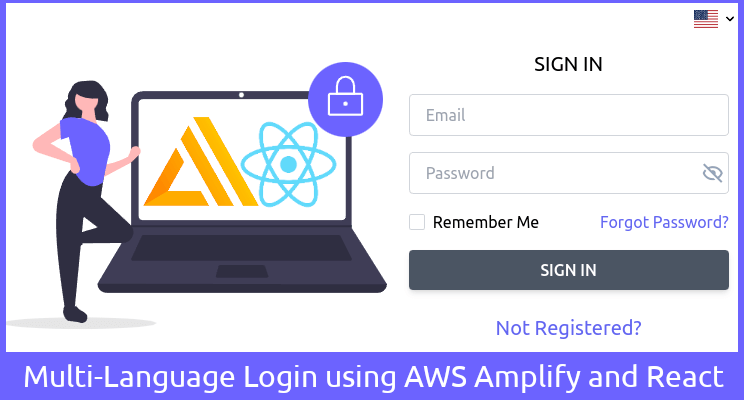 SIGN IN
Email
Password
Remember Me
Forgot Password?
SIGN IN
Not Registered?
Multi-Language Login using AWS Amplify and React